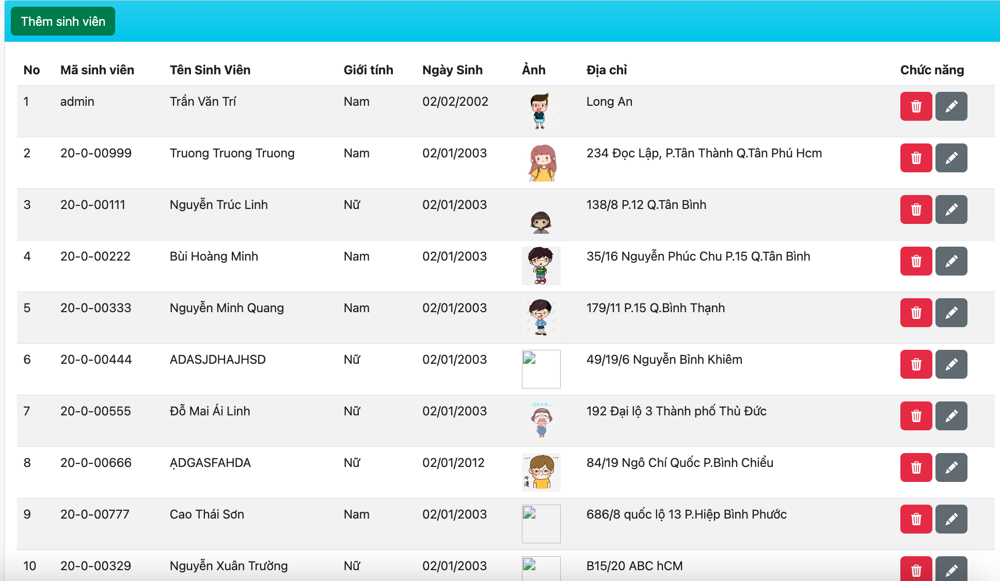 Thêm sinh viên
No Mã sinh viên Tên Sinh Viên Giới tính Ngày Sinh Ảnh Địa chỉ Chức năng
1 admin Trần Văn Trí Nam 02/02/2002 Long An
2 20-0-00999 Truong Truong Truong Nam 02/01/2003 234 Đọc Lập, P.Tân Thành Q.Tân Phú Hcm
3 20-0-00111 Nguyễn Trúc Linh Nữ 02/01/2003 138/8 P.12 Q.Tân Bình
4 20-0-00222 Bùi Hoàng Minh Nam 02/01/2003 35/16 Nguyễn Phúc Chu P.15 Q.Tân Bình
5 20-0-00333 Nguyễn Minh Quang Nam 02/01/2003 179/11 P.15 Q.Bình Thạnh
6 20-0-00444 ADASJDHAJHSD Nữ 02/01/2003 49/19/6 Nguyễn Bỉnh Khiêm
7 20-0-00555 Đỗ Mai Ái Linh Nữ 02/01/2003 192 Đại lộ 3 Thành phố Thủ Đức
8 20-0-00666 ẠDGASFAHDA Nữ 02/01/2012 84/19 Ngô Chí Quốc P.Bình Chiểu
9 20-0-00777 Cao Thái Sơn Nam 02/01/2003 686/8 quốc lộ 13 P.Hiệp Bình Phước
10 20-0-00329 Nguyễn Xuân Trường Nữ 02/01/2003 B15/20 ABC hCM